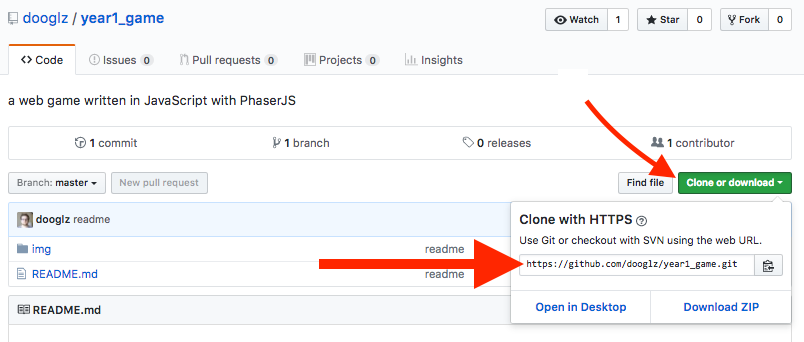 dooglz / year1_game
Watch 1 Star 0 Fork 0
Code Issues 0 Pull requests 0 Projects 0 Insights
a web game written in JavaScript with PhaserJS
1 commit 1 branch 0 releases 1 contributor
Branch: master New pull request Find file Clone or download
dooglz readme
img readme
README.md readme
README.md
Clone with HTTPS ?
Use Git or checkout with SVN using the web URL.
https://github.com/dooglz/year1_game.git
Open in Desktop Download ZIP